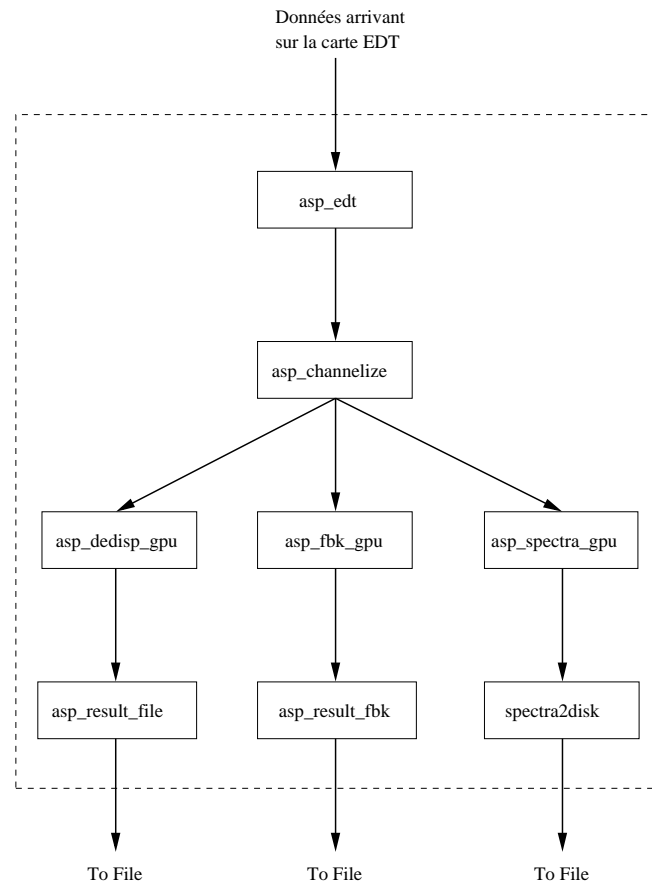 Données arrivant
sur la carte EDT
asp_edt
asp_channelize
asp_dedisp_gpu
asp_fbk_gpu
asp_spectra_gpu
asp_result_file
asp_result_fbk
spectra2disk
To File
To File
To File